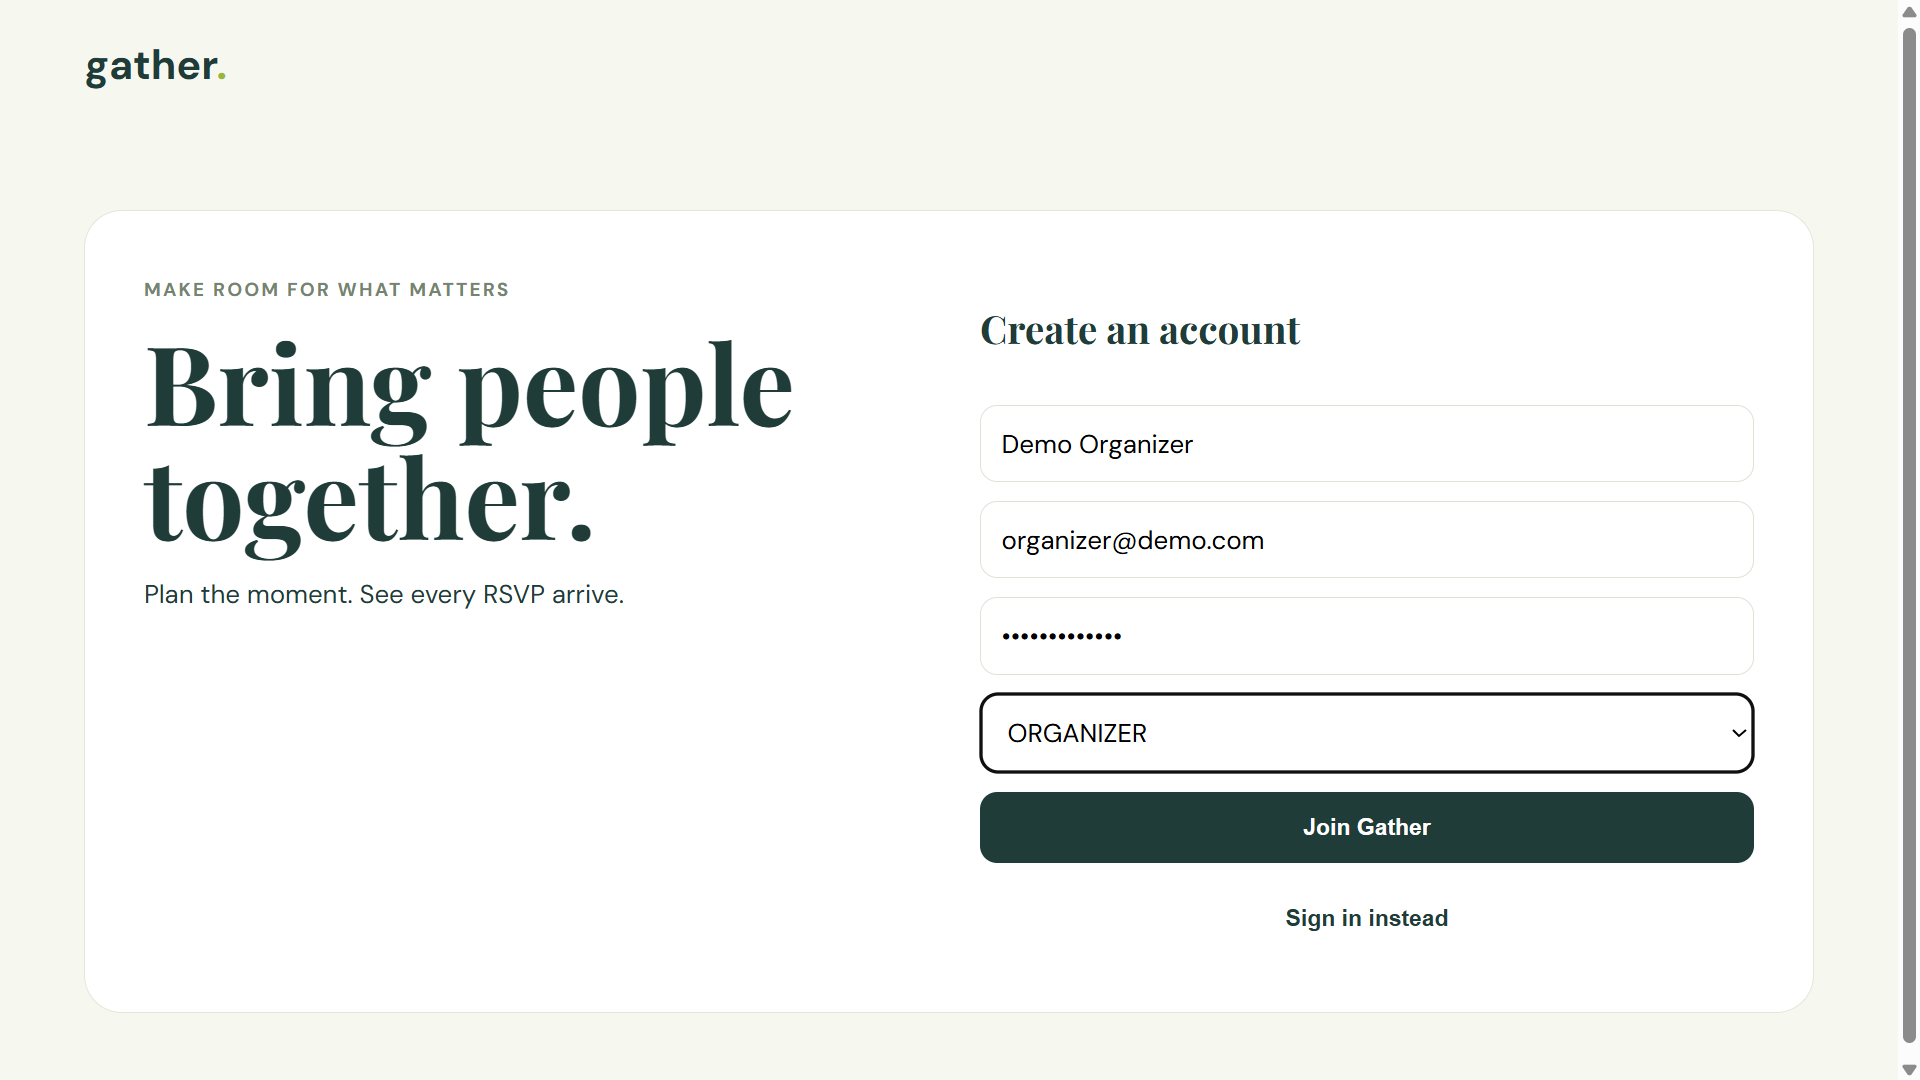 gather.
MAKE ROOM FOR WHAT MATTERS
Bring people
together.
Plan the moment. See every RSVP arrive.
Create an account
Demo Organizer
organizer@demo.com
•••••••••••••
ORGANIZER
Join Gather
Sign in instead